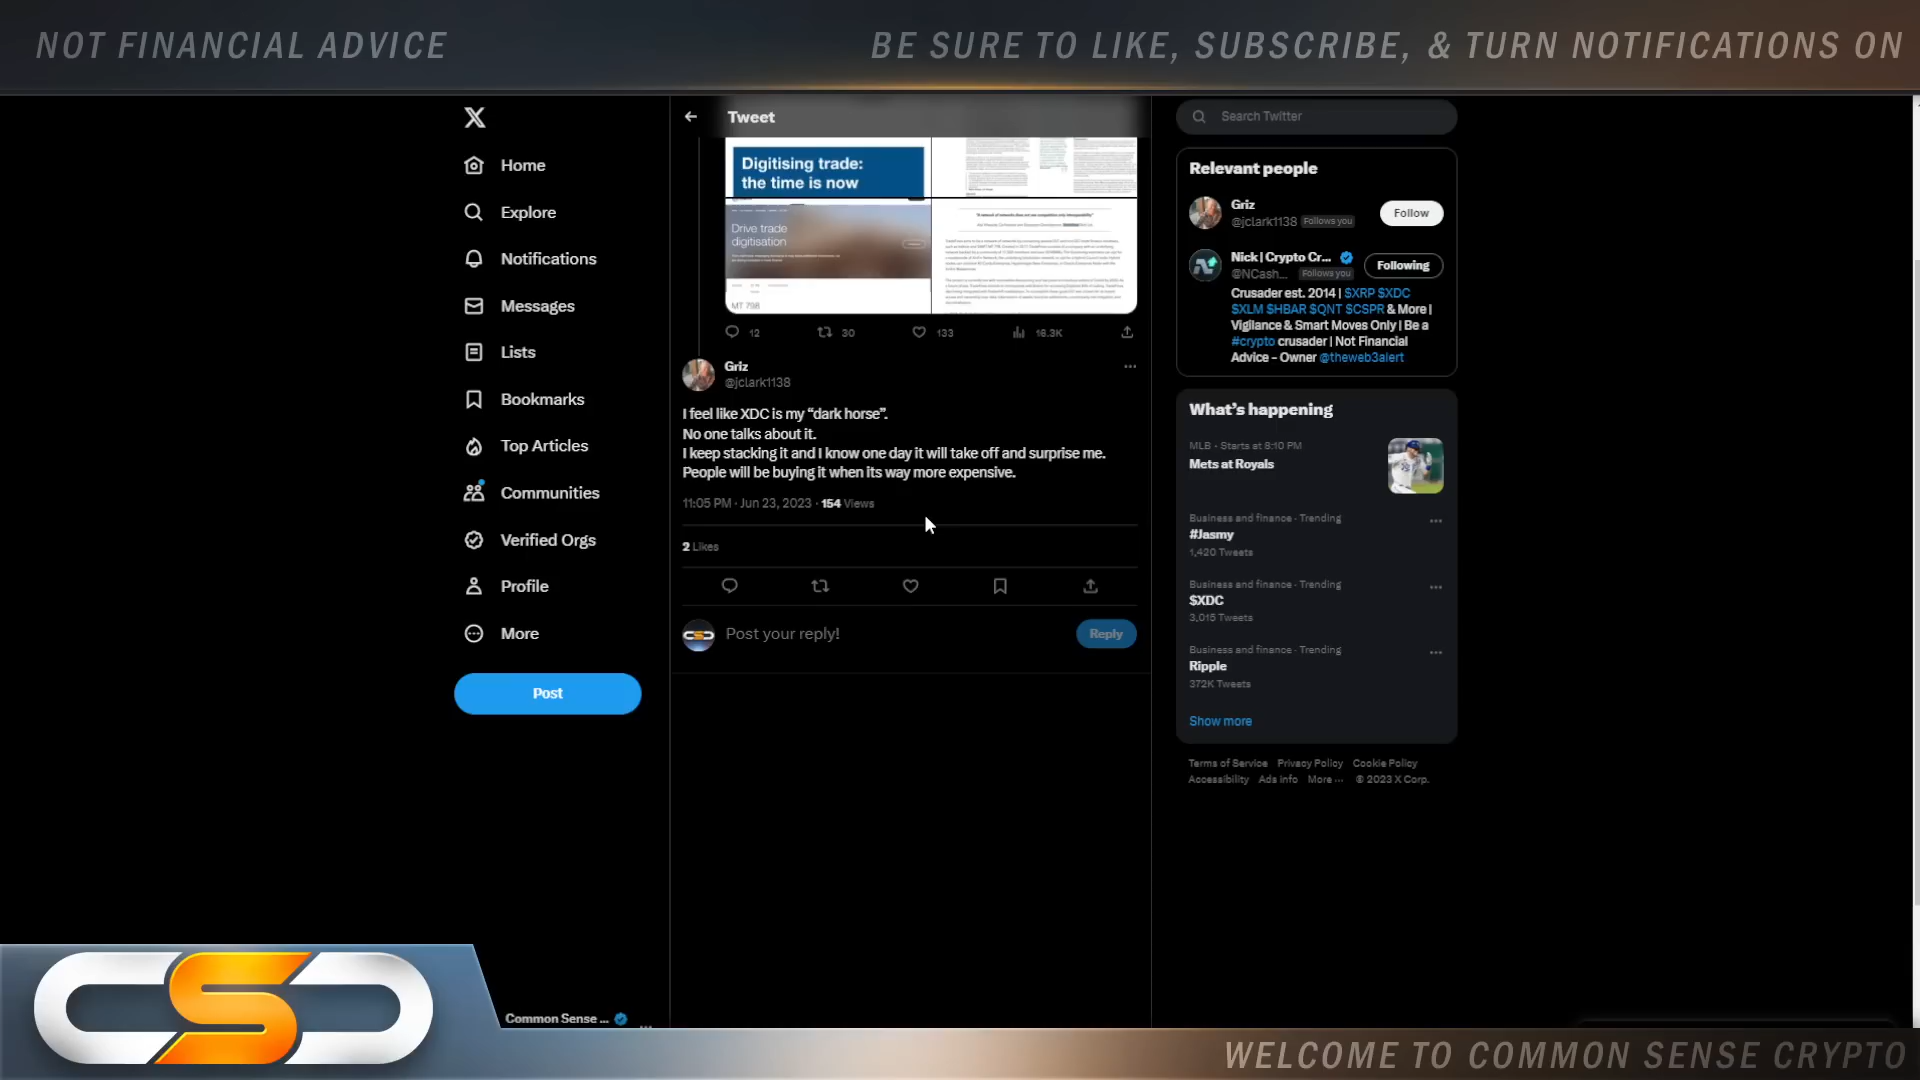 NOT FINANCIAL ADVICE
BE SURE TO LIKE, SUBSCRIBE, & TURN NOTIFICATIONS ON
Home
Explore
Notifications
Messages
Lists
Bookmarks
Top Articles
Communities
Verified Orgs
Profile
More
Post
Common Sense ...
Tweet
Digitising trade:
the time is now
Drive trade
digitisation
MT 798
12
30
133
16.3K
Griz
@jclark1138
I feel like XDC is my “dark horse”.
No one talks about it.
I keep stacking it and I know one day it will take off and surprise me.
People will be buying it when its way more expensive.
11:05 PM · Jun 23, 2023 · 154 Views
2 Likes
Post your reply!
Reply
Search Twitter
Relevant people
Griz
@jclark1138 Follows you
Follow
Nick | Crypto Cr...
@NCash... Follows you
Following
Crusader est. 2014 | $XRP $XDC
$XLM $HBAR $QNT $CSPR & More |
Vigilance & Smart Moves Only | Be a
#crypto crusader | Not Financial
Advice - Owner @theweb3alert
What's happening
MLB · Starts at 8:10 PM
Mets at Royals
Business and finance · Trending
#Jasmy
1,420 Tweets
Business and finance · Trending
$XDC
3,015 Tweets
Business and finance · Trending
Ripple
372K Tweets
Show more
Terms of Service Privacy Policy Cookie Policy
Accessibility Ads info More ··· © 2023 X Corp.
CSC
WELCOME TO COMMON SENSE CRYPTO